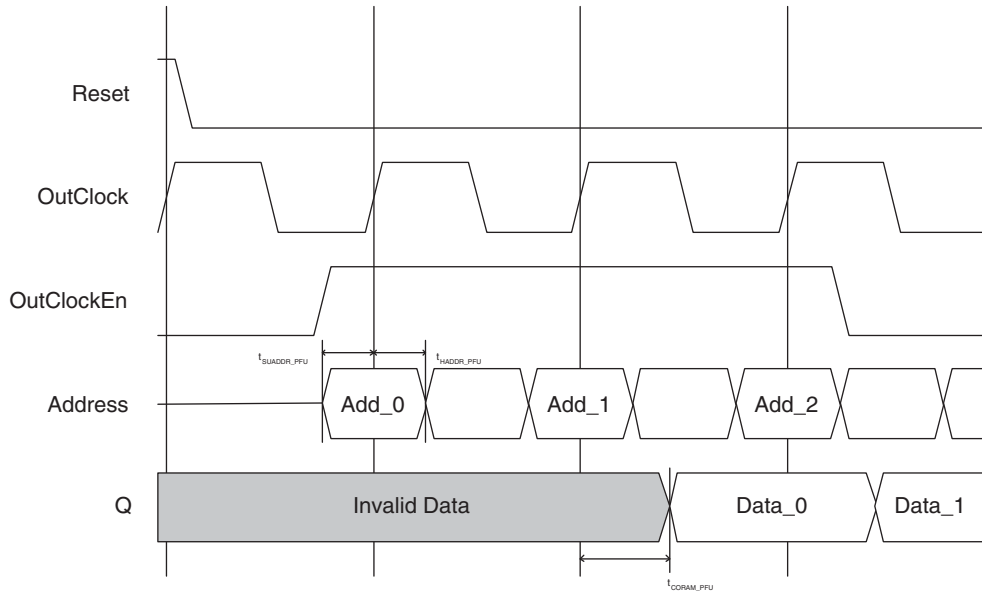 Reset
OutClock
OutClockEn
tSUADDR_PFU
tHADDR_PFU
Address
Add_0
Add_1
Add_2
Q
Invalid Data
Data_0
Data_1
tCORAM_PFU